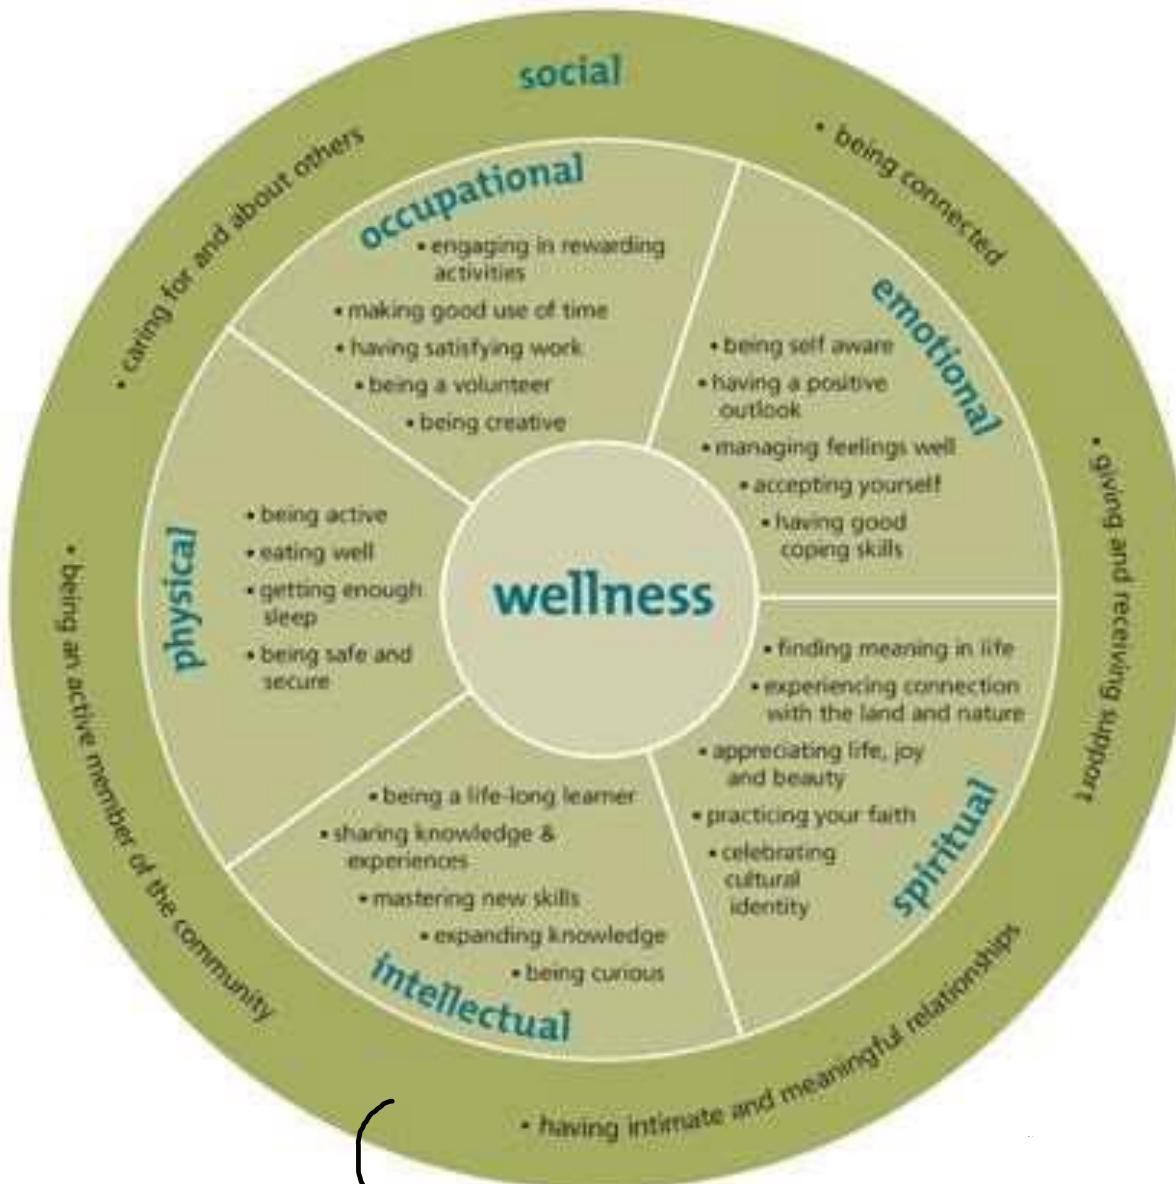 social
• being connected
• giving and receiving support
• having intimate and meaningful relationships
• being an active member of the community
• caring for and about others
occupational
• engaging in rewarding
activities
• making good use of time
• having satisfying work
• being a volunteer
• being creative
emotional
• being self aware
• having a positive
outlook
• managing feelings well
• accepting yourself
• having good
coping skills
spiritual
• finding meaning in life
• experiencing connection
with the land and nature
• appreciating life, joy
and beauty
• practicing your faith
• celebrating
cultural
identity
intellectual
• being a life-long learner
• sharing knowledge &
experiences
• mastering new skills
• expanding knowledge
• being curious
physical
• being active
• eating well
• getting enough
sleep
• being safe and
secure
wellness